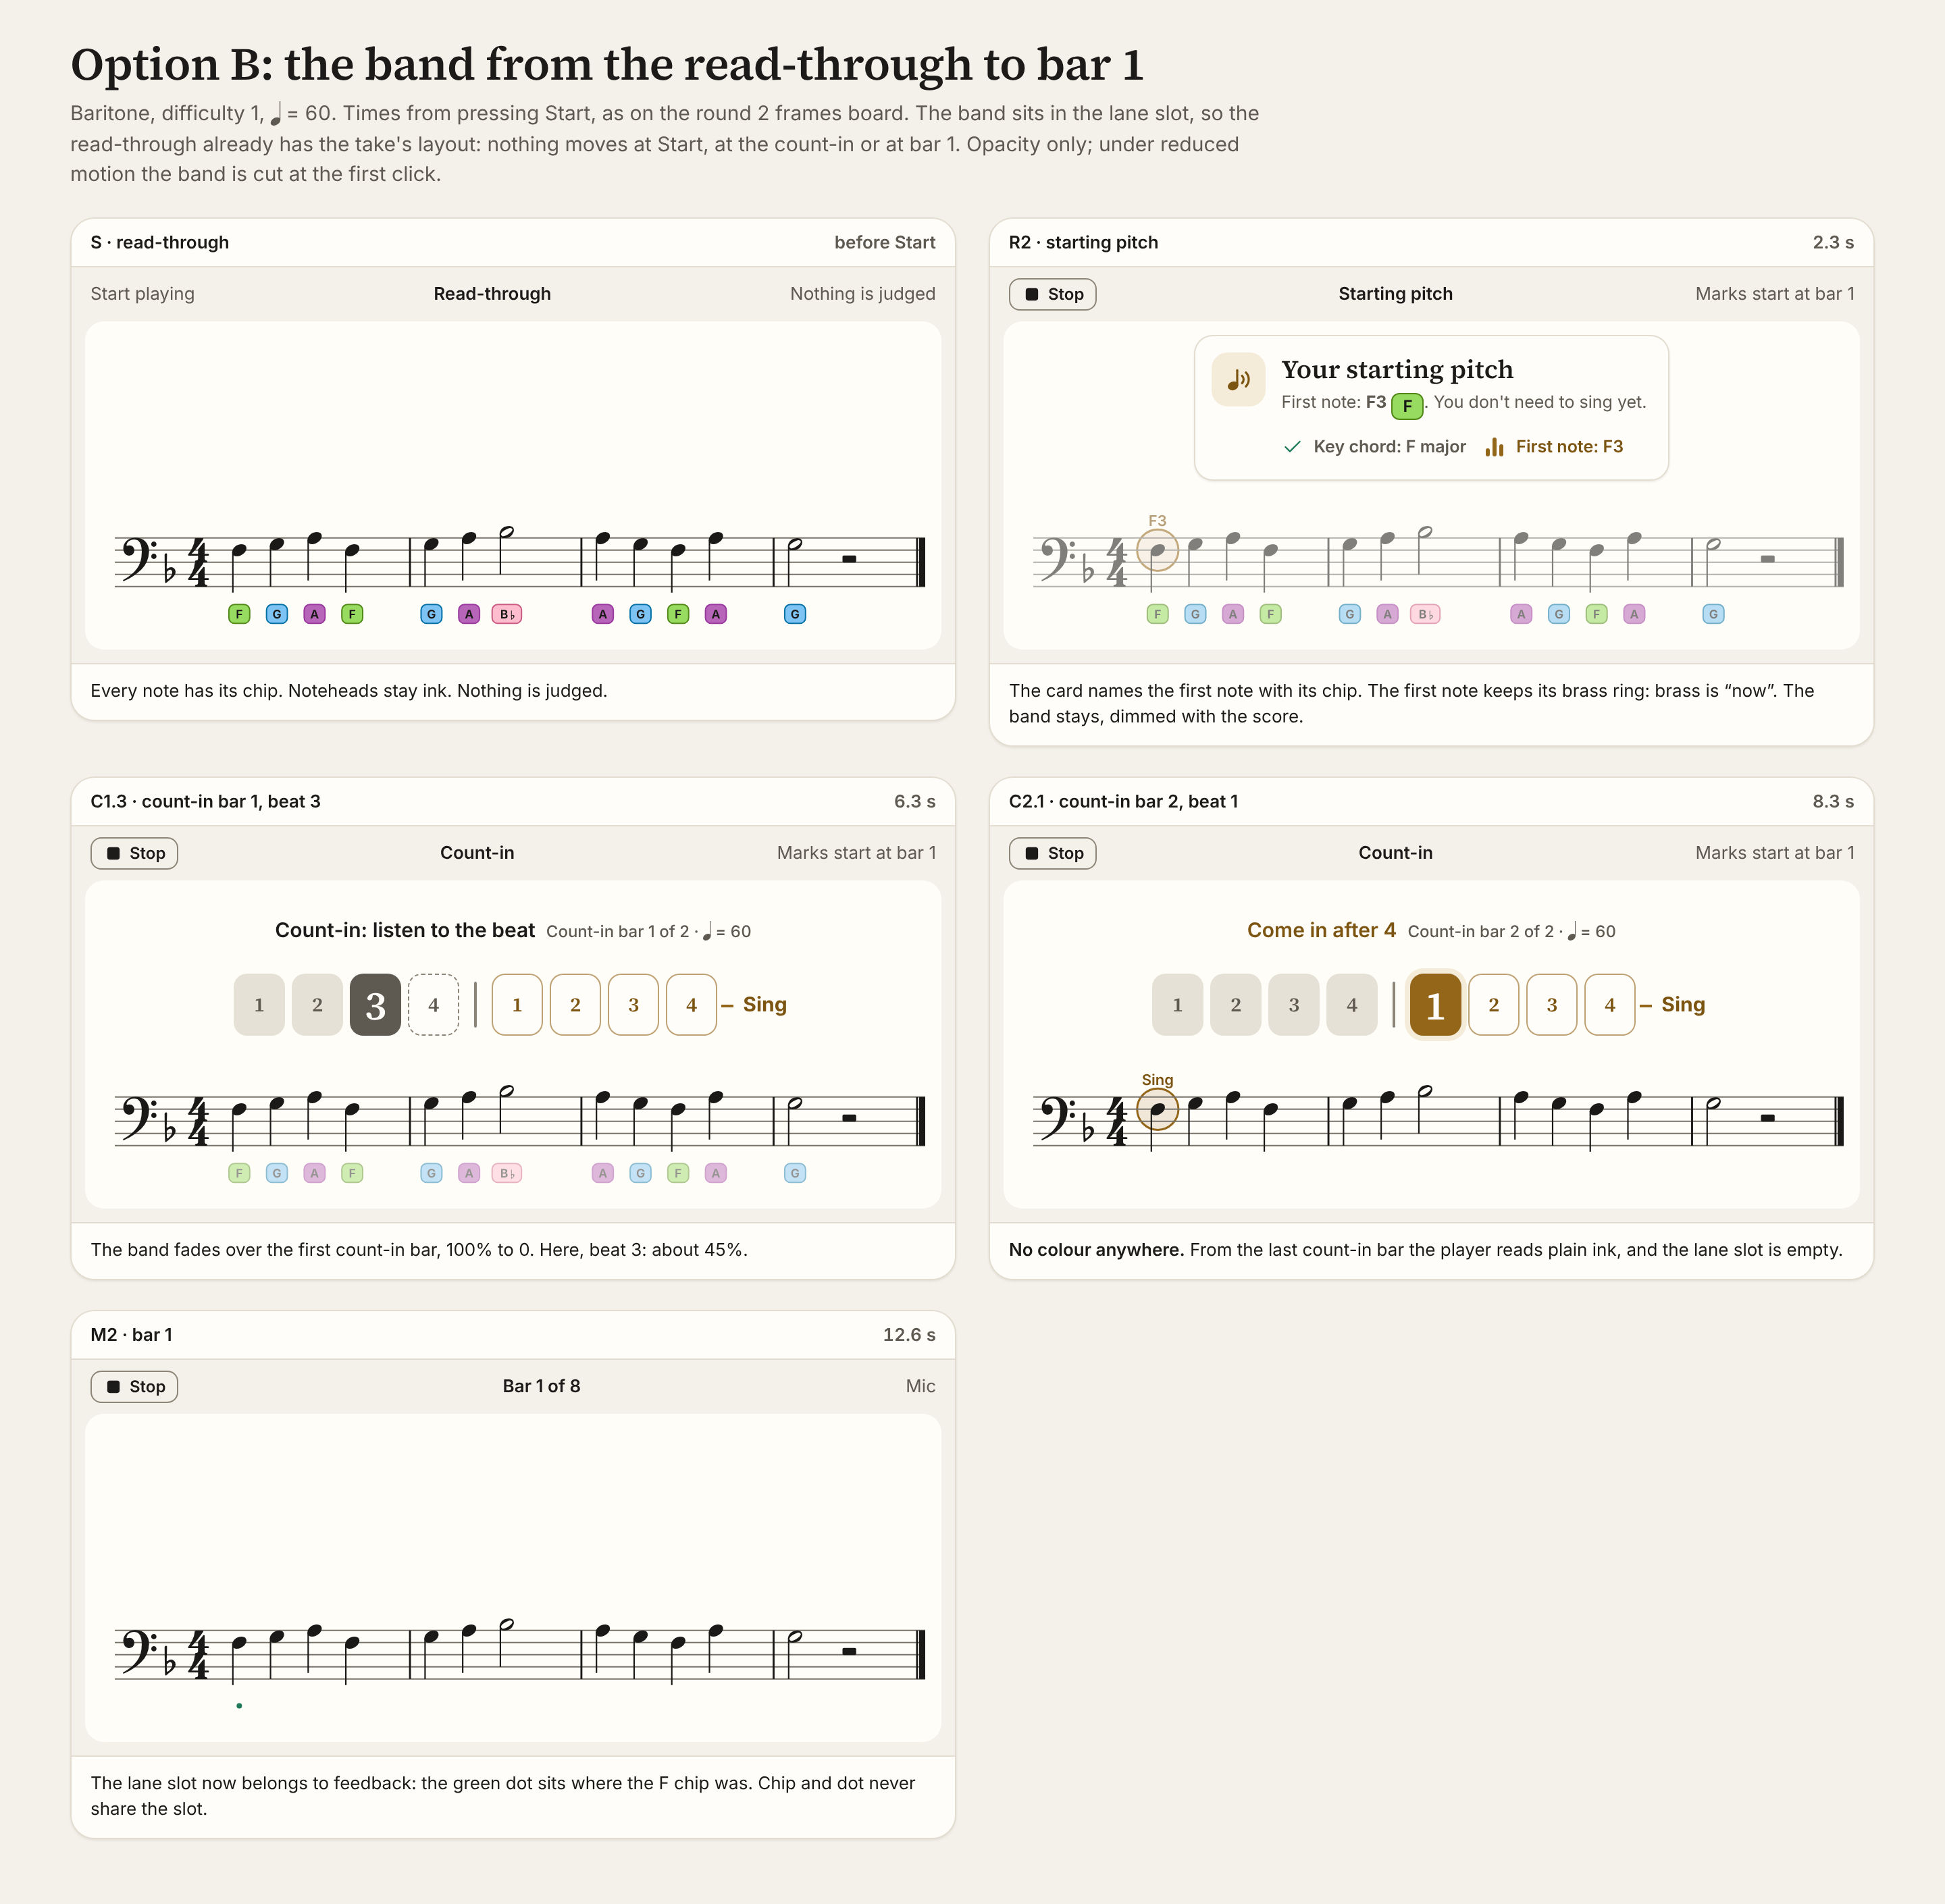 Option B: the band from the read-through to bar 1
Baritone, difficulty 1, ♩ = 60. Times from pressing Start, as on the round 2 frames board. The band sits in the lane slot, so the
read-through already has the take's layout: nothing moves at Start, at the count-in or at bar 1. Opacity only; under reduced
motion the band is cut at the first click.
S · read-through
before Start
Start playing
Read-through
Nothing is judged
4
4
F G A F G A B♭ A G F A G
Every note has its chip. Noteheads stay ink. Nothing is judged.
R2 · starting pitch
2.3 s
Stop
Starting pitch
Marks start at bar 1
Your starting pitch
First note: F3 F. You don't need to sing yet.
Key chord: F major
First note: F3
F3
4
4
F G A F G A B♭ A G F A G
The card names the first note with its chip. The first note keeps its brass ring: brass is “now”. The
band stays, dimmed with the score.
C1.3 · count-in bar 1, beat 3
6.3 s
Stop
Count-in
Marks start at bar 1
Count-in: listen to the beat Count-in bar 1 of 2 · ♩ = 60
1 2 3 4 1 2 3 4 – Sing
4
4
F G A F G A B♭ A G F A G
The band fades over the first count-in bar, 100% to 0. Here, beat 3: about 45%.
C2.1 · count-in bar 2, beat 1
8.3 s
Stop
Count-in
Marks start at bar 1
Come in after 4 Count-in bar 2 of 2 · ♩ = 60
1 2 3 4 1 2 3 4 – Sing
Sing
4
4
No colour anywhere. From the last count-in bar the player reads plain ink, and the lane slot is empty.
M2 · bar 1
12.6 s
Stop
Bar 1 of 8
Mic
4
4
The lane slot now belongs to feedback: the green dot sits where the F chip was. Chip and dot never
share the slot.